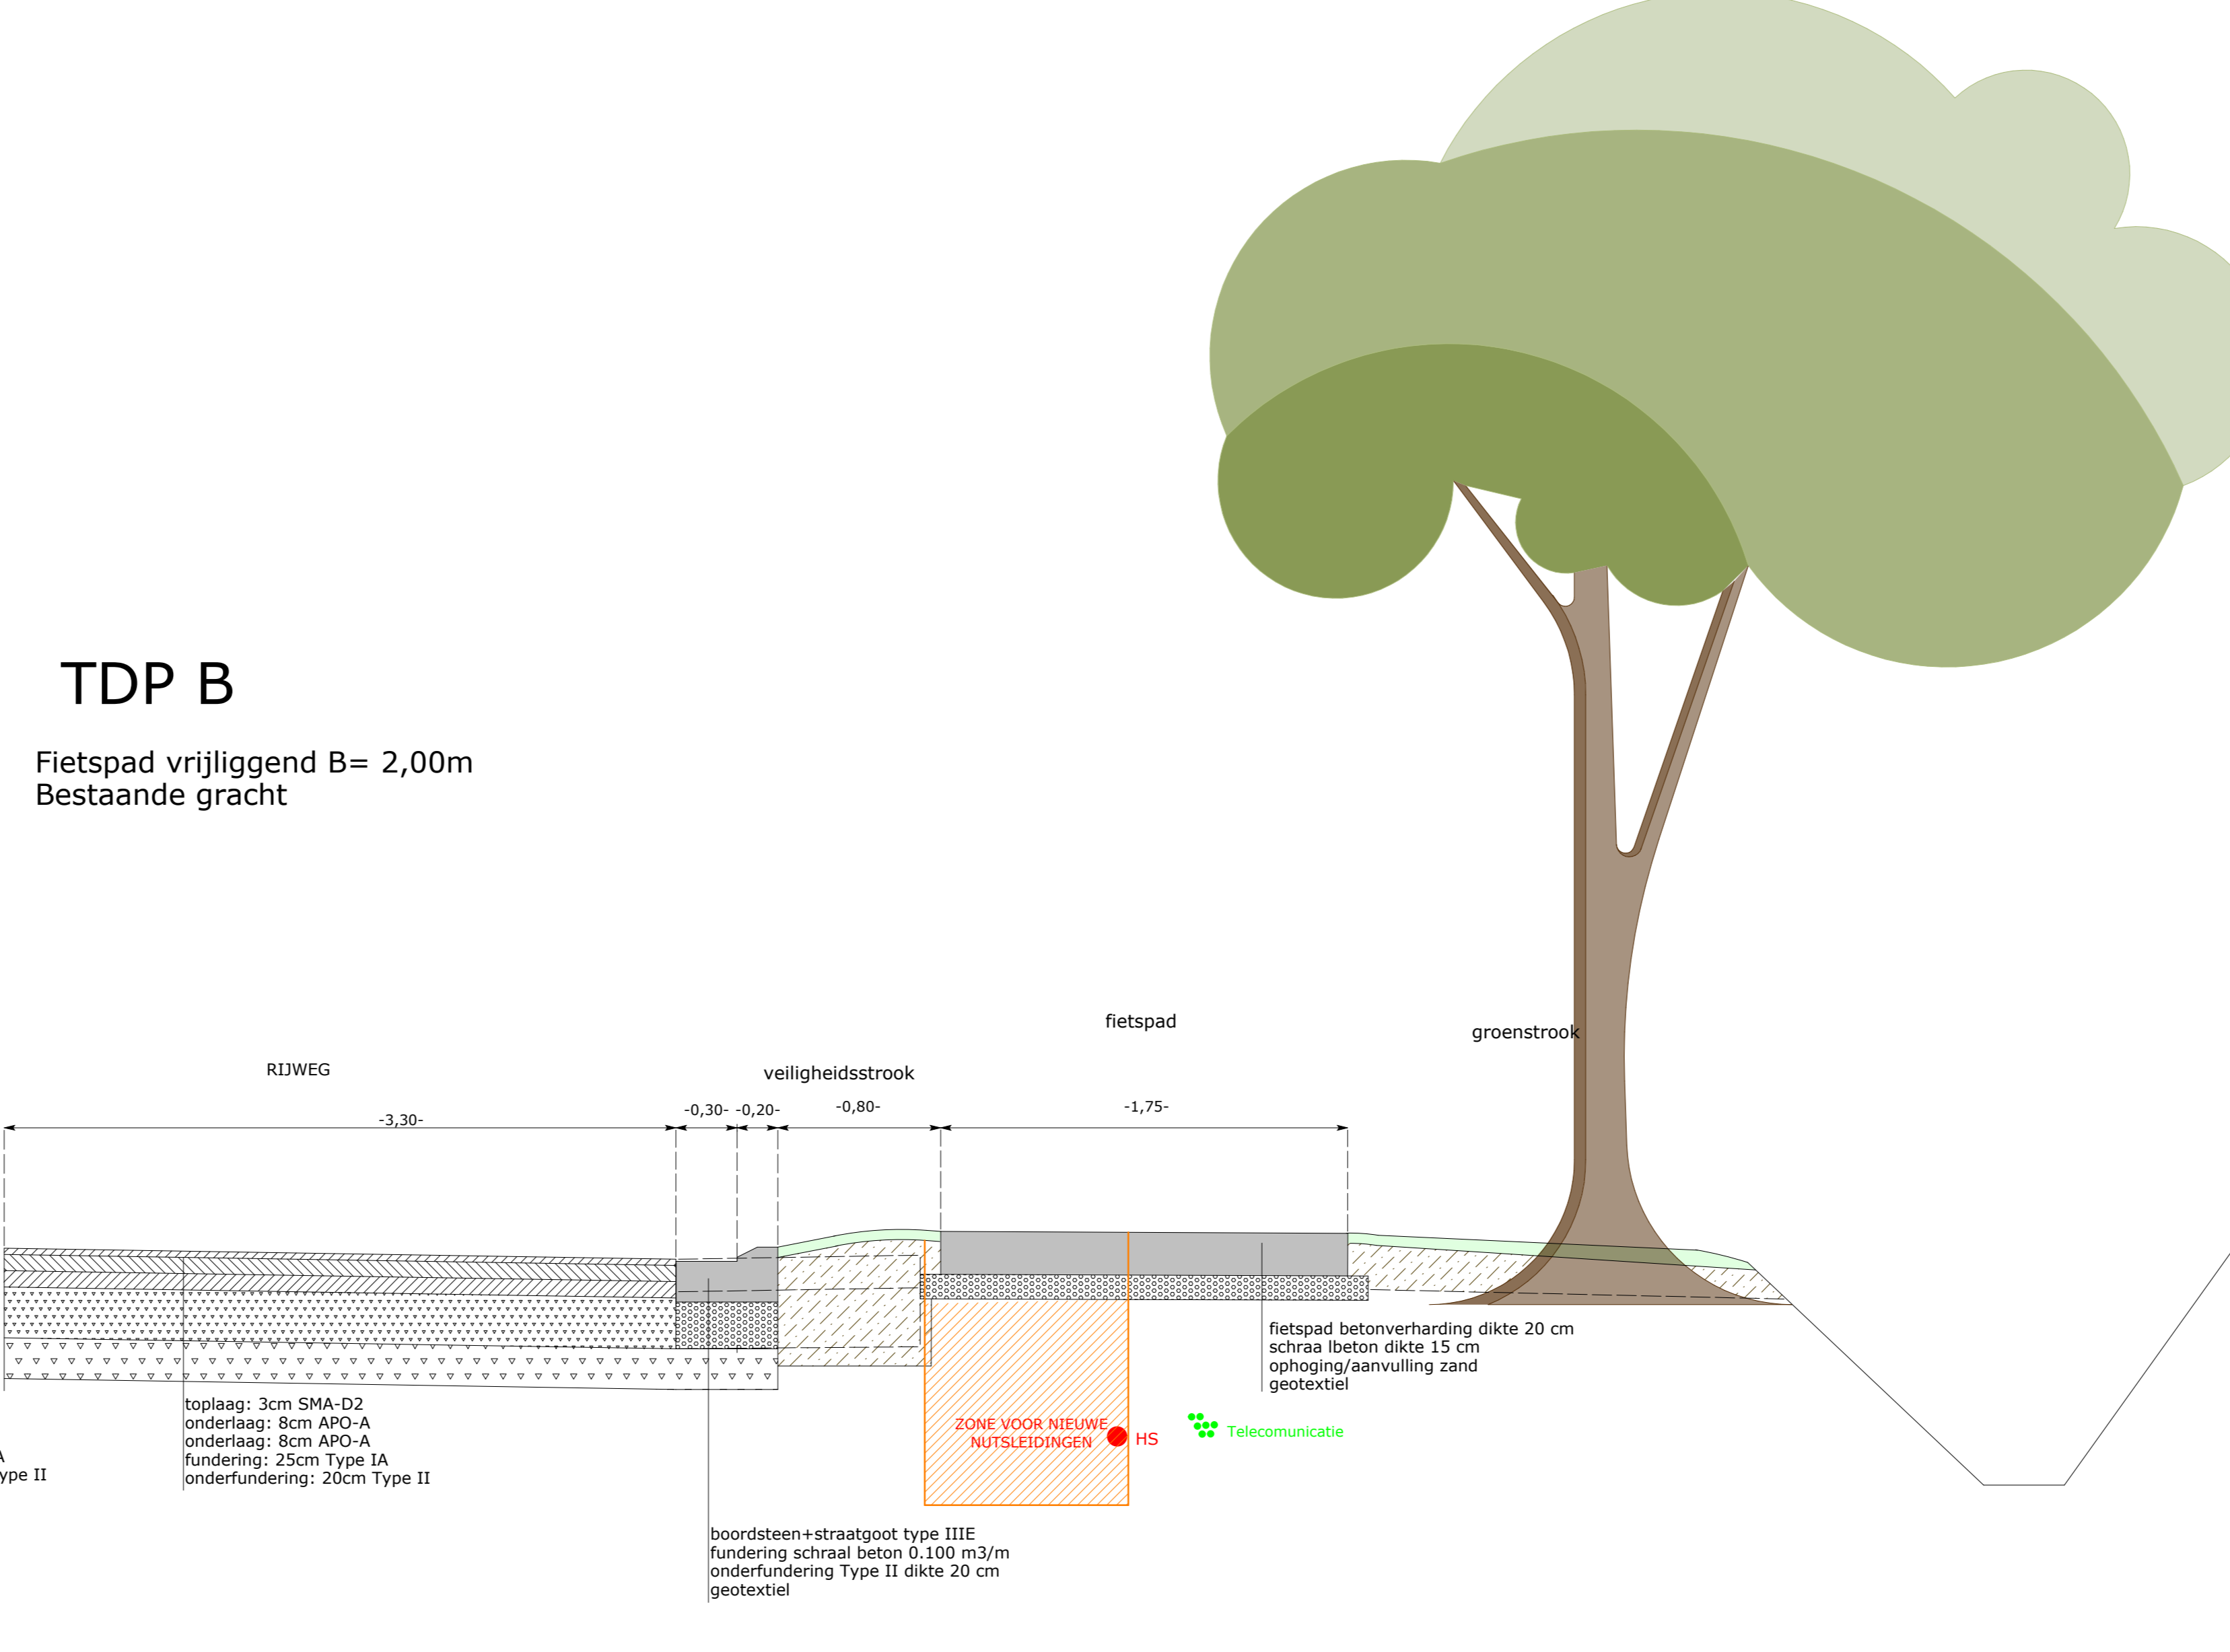 TDP B
Fietspad vrijliggend B= 2,00m
Bestaande gracht
fietspad
groenstrook
RIJWEG
veiligheidsstrook
-3,30-
-0,30-
-0,20-
-0,80-
-1,75-
fietspad betonverharding dikte 20 cm
schraa lbeton dikte 15 cm
ophoging/aanvulling zand
geotextiel
toplaag: 3cm SMA-D2
onderlaag: 8cm APO-A
onderlaag: 8cm APO-A
fundering: 25cm Type IA
onderfundering: 20cm Type II
A
ype II
ZONE VOOR NIEUWE
NUTSLEIDINGEN
HS
Telecomunicatie
boordsteen+straatgoot type IIIE
fundering schraal beton 0.100 m3/m
onderfundering Type II dikte 20 cm
geotextiel